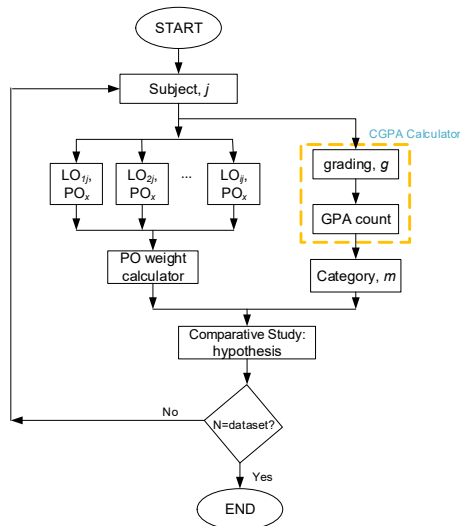 START
Subject, j
CGPA Calculator
LO1j,
POx
LO2j,
POx
...
LOij,
POx
grading, g
GPA count
PO weight
calculator
Category, m
Comparative Study:
hypothesis
No
N=dataset?
Yes
END